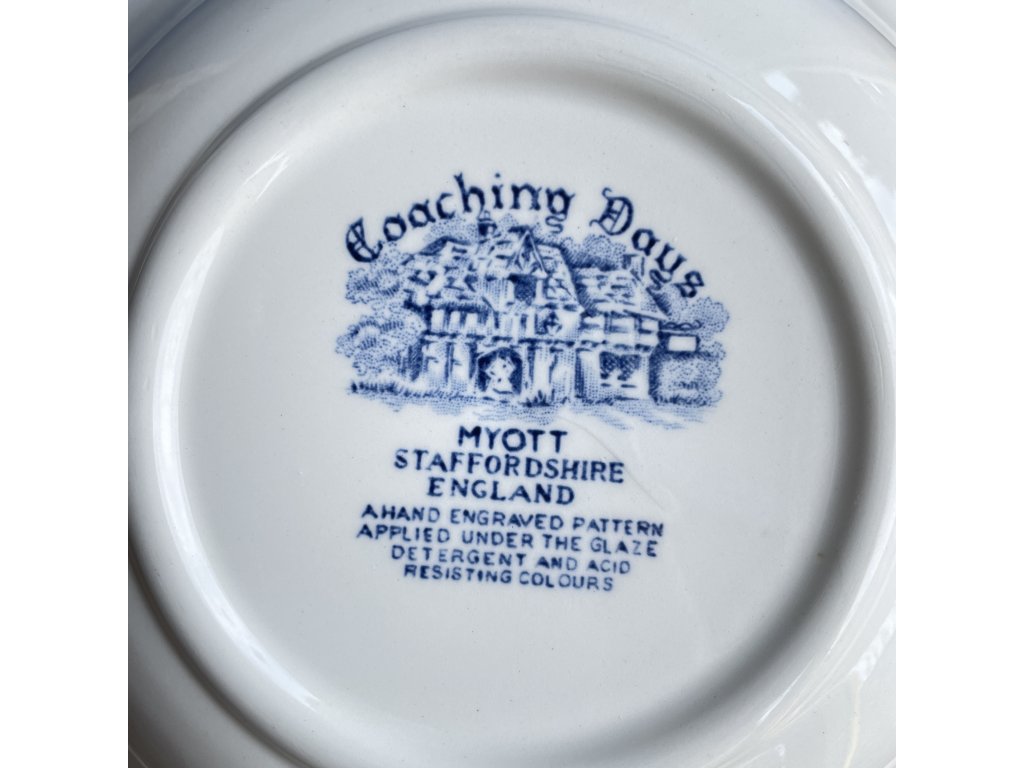 Coaching Days
MYOTT
STAFFORDSHIRE
ENGLAND
A HAND ENGRAVED PATTERN
APPLIED UNDER THE GLAZE
DETERGENT AND ACID
RESISTING COLOURS